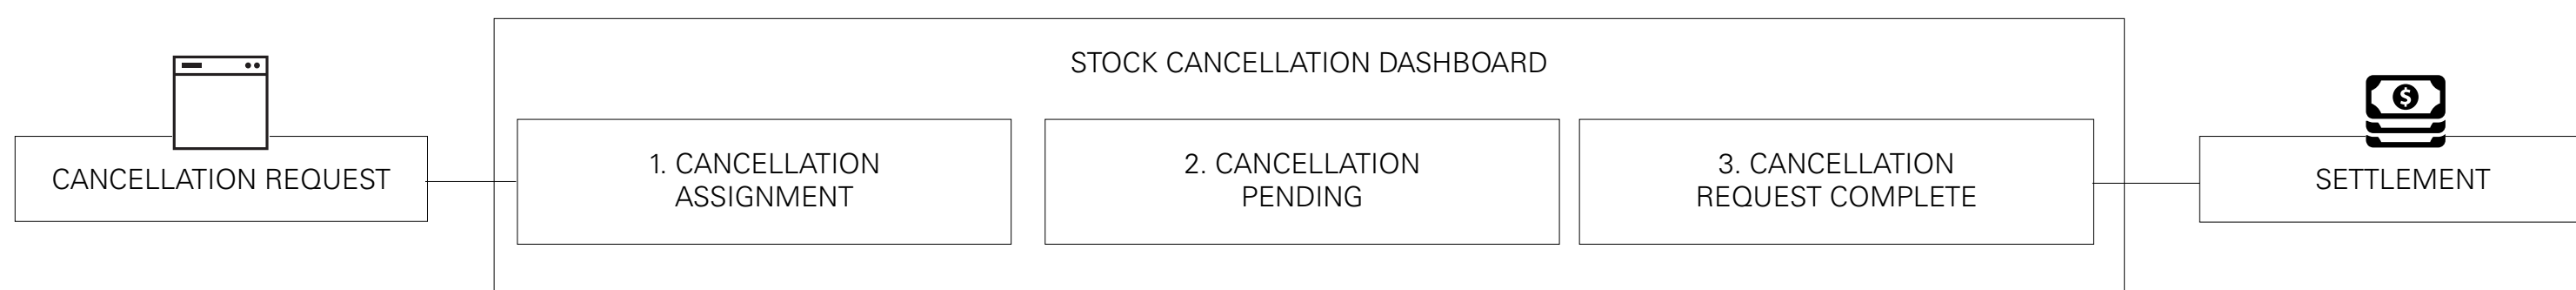 STOCK CANCELLATION DASHBOARD
CANCELLATION REQUEST
1. CANCELLATION
ASSIGNMENT
2. CANCELLATION
PENDING
3. CANCELLATION
REQUEST COMPLETE
SETTLEMENT